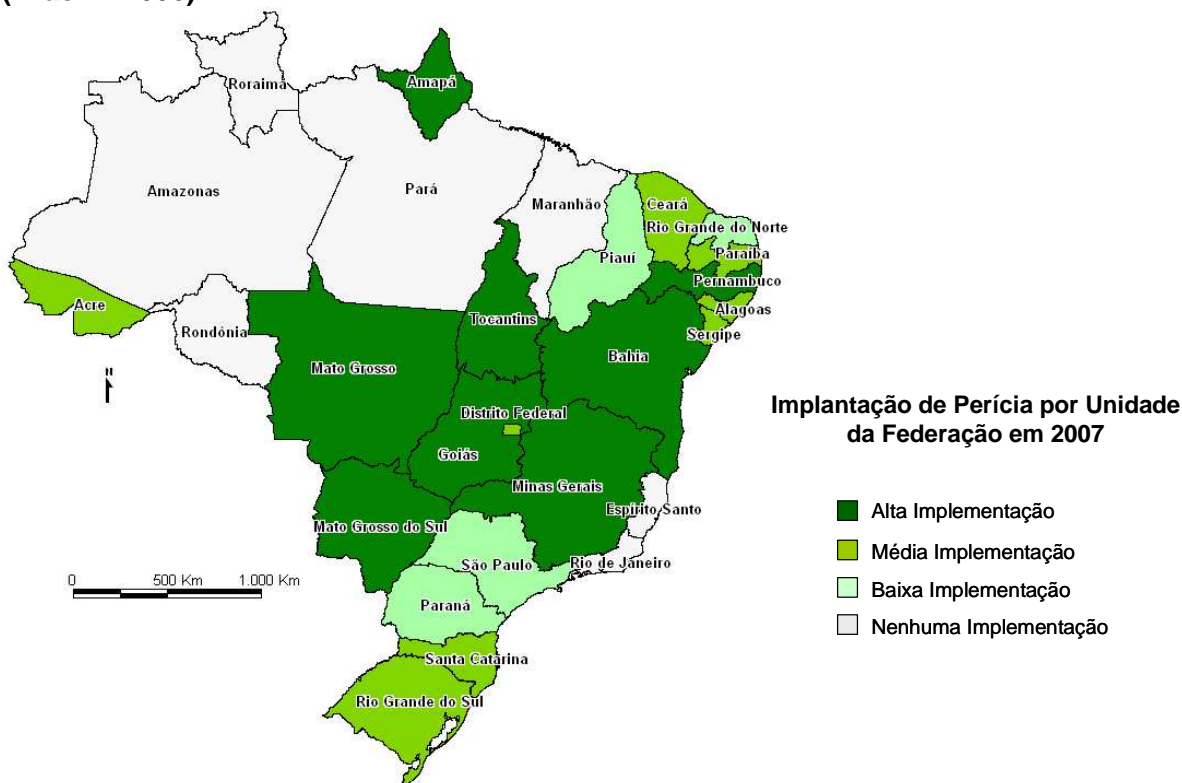 Roraima
Amapá
Amazonas
Pará
Maranhão
Ceará
Rio Grande do Norte
Piauí
Paraíba
Pernambuco
Acre
Alagoas
Rondônia
Tocantins
Sergipe
Bahia
Mato Grosso
N
Distrito Federal
Goiás
Minas Gerais
Espírito Santo
Mato Grosso do Sul
São Paulo
Rio de Janeiro
0 500 Km 1.000 Km
Paraná
Santa Catarina
Rio Grande do Sul
Implantação de Perícia por Unidade
da Federação em 2007
Alta Implementação
Média Implementação
Baixa Implementação
Nenhuma Implementação